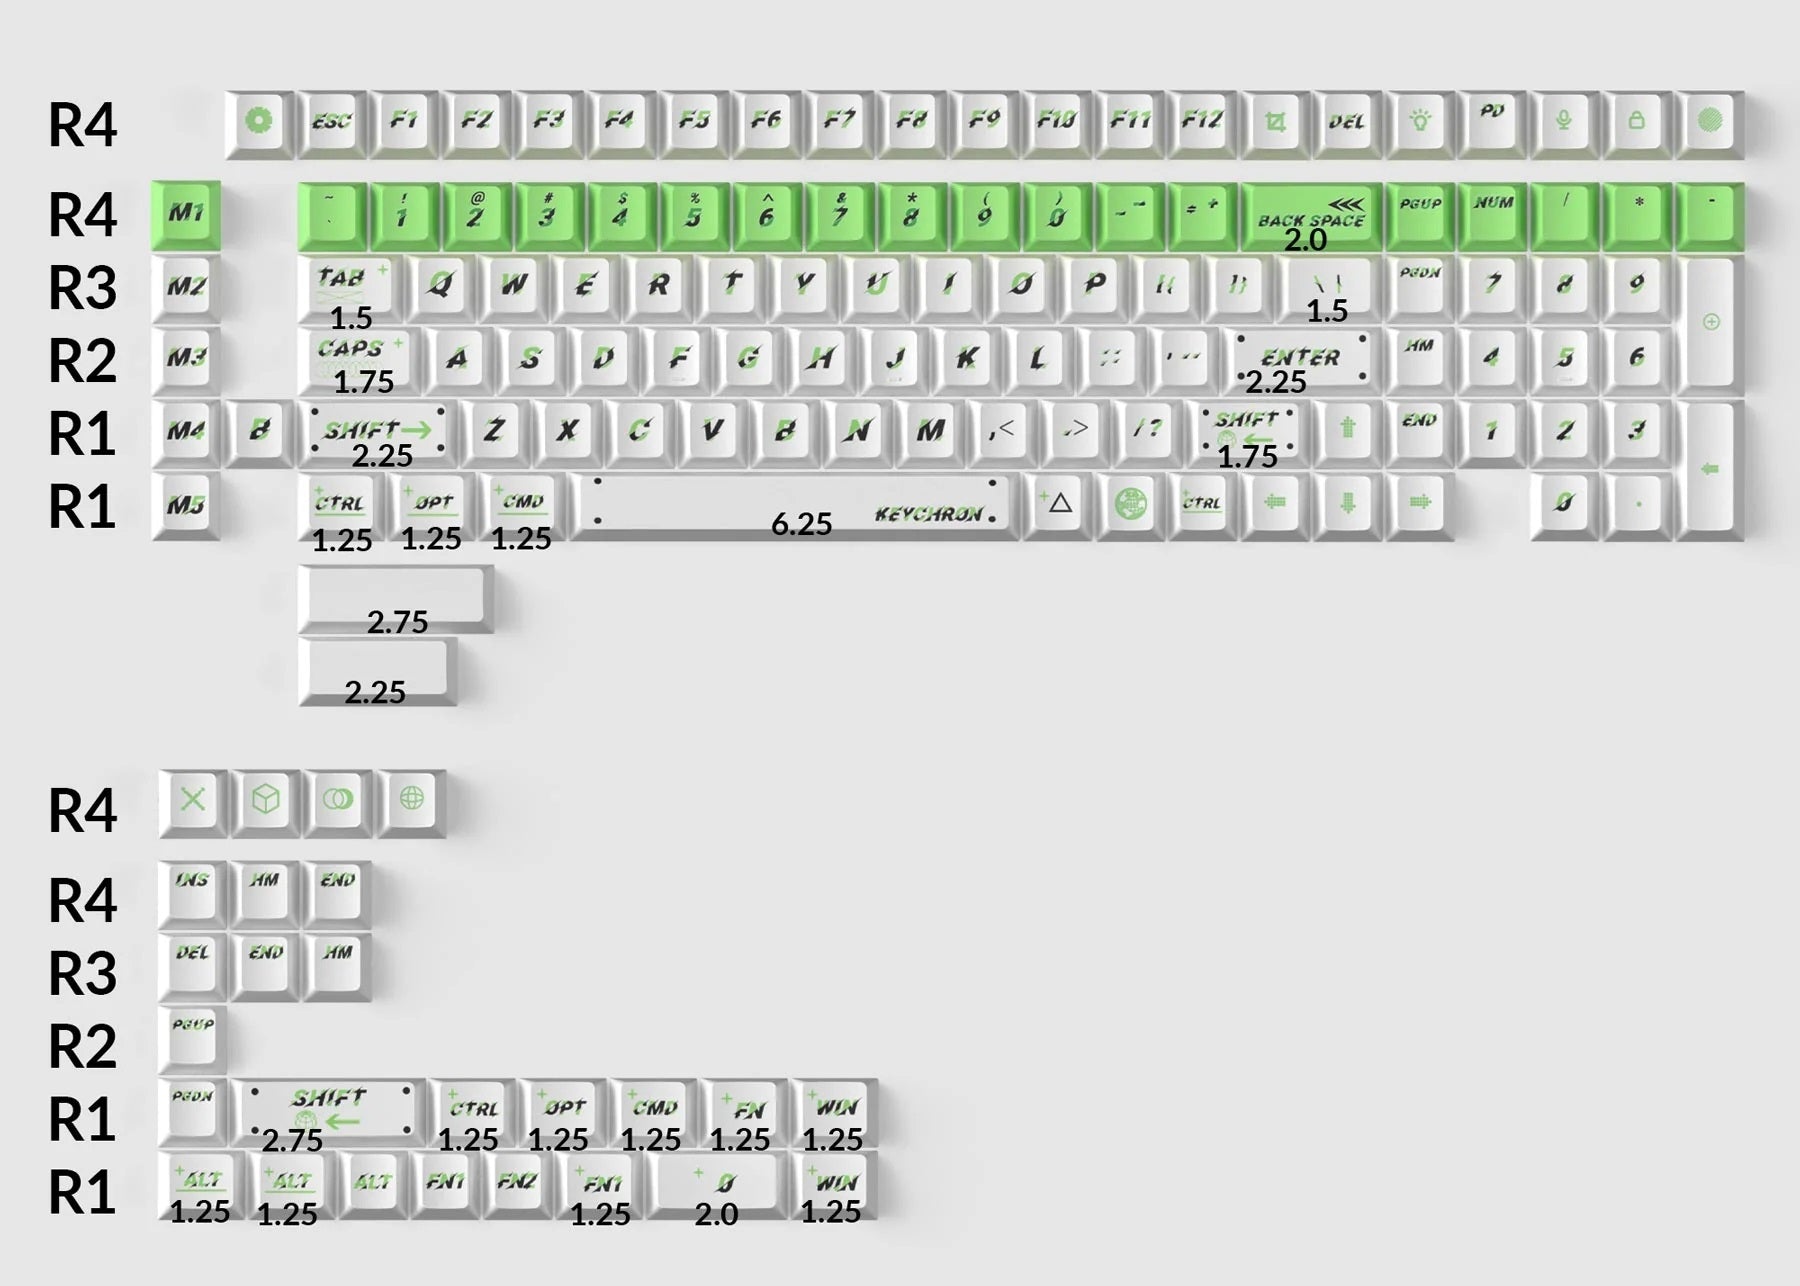 R4 ESC F1 F2 F3 F4 F5 F6 F7 F8 F9 F10 F11 F12 DEL PD
R4 M1 ~ ` ! 1 @ 2 # 3 $ 4 % 5 ^ 6 & 7 * 8 ( 9 ) 0 - _ = + BACK SPACE 2.0 PGUP NUM / * -
R3 M2 TAB 1.5 Q W E R T Y U I O P [{ ]} \ | 1.5 PGDN 7 8 9
R2 M3 CAPS 1.75 A S D F G H J K L ; : ' " ENTER 2.25 HM 4 5 6
R1 M4 B SHIFT→ 2.25 Z X C V B N M ,< .> /? SHIFT ← 1.75 END 1 2 3
R1 M5 CTRL 1.25 OPT 1.25 CMD 1.25 KEYCHRON 6.25 CTRL 0 .
2.75
2.25
R4
R4 INS HM END
R3 DEL END HM
R2 PGUP
R1 PGDN SHIFT ← 2.75 CTRL 1.25 OPT 1.25 CMD 1.25 FN 1.25 WIN 1.25
R1 ALT 1.25 ALT 1.25 ALT FN1 FN2 FN1 1.25 0 2.0 WIN 1.25